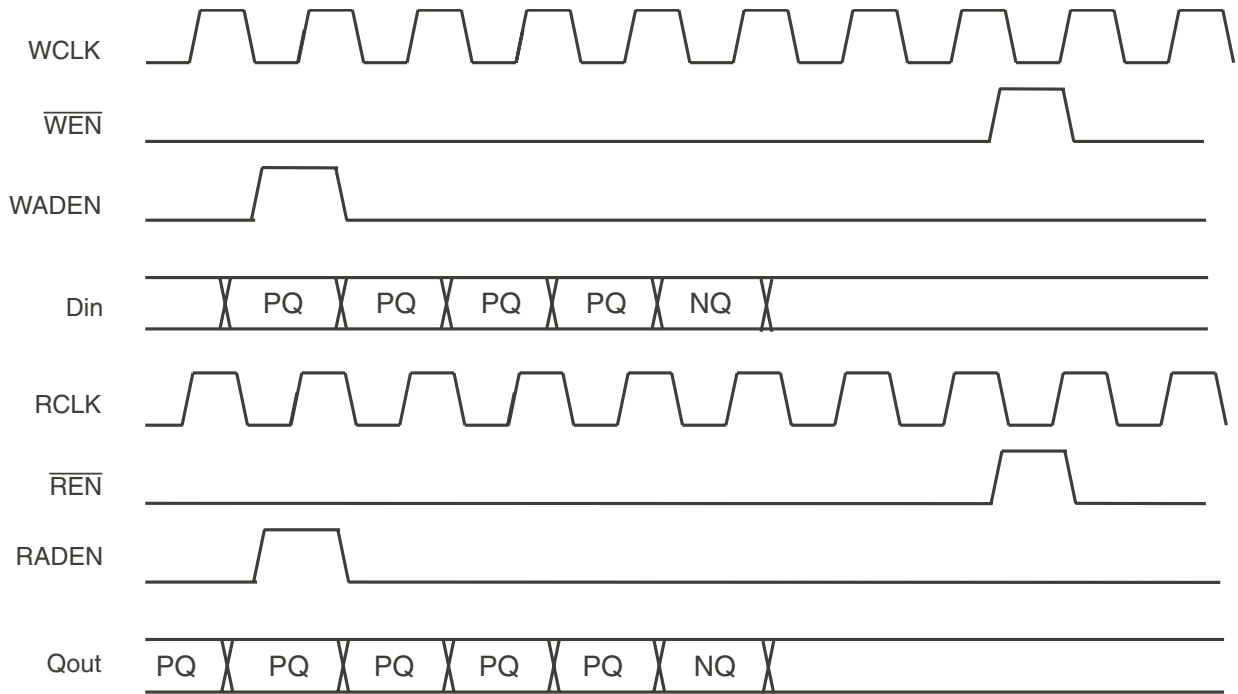 WCLK
WEN
WADEN
Din PQ PQ PQ PQ NQ
RCLK
REN
RADEN
Qout PQ PQ PQ PQ PQ NQ